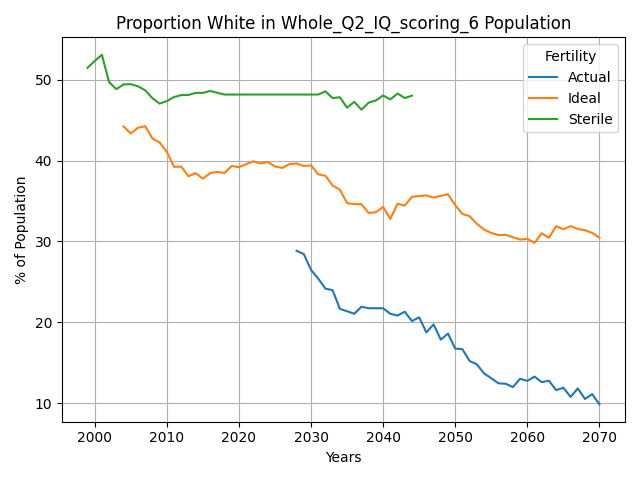 Proportion White in Whole_Q2_IQ_scoring_6 Population
% of Population
50
40
30
20
10
Fertility
Actual
Ideal
Sterile
2000 2010 2020 2030 2040 2050 2060 2070
Years